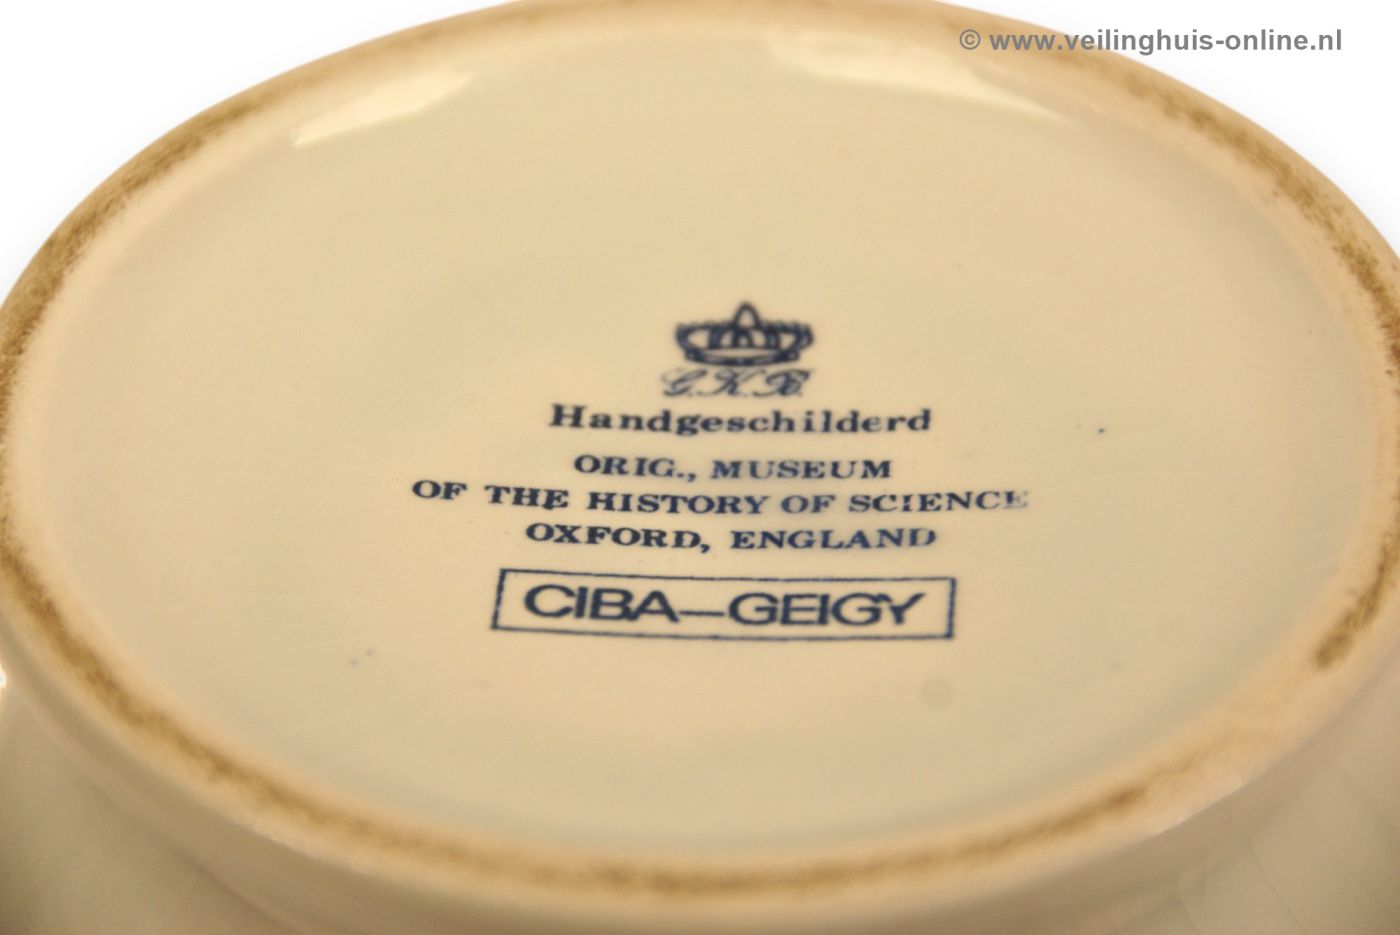 © www.veilinghuis-online.nl
G.K.B.
Handgeschilderd
ORIG., MUSEUM
OF THE HISTORY OF SCIENCE
OXFORD, ENGLAND
CIBA—GEIGY